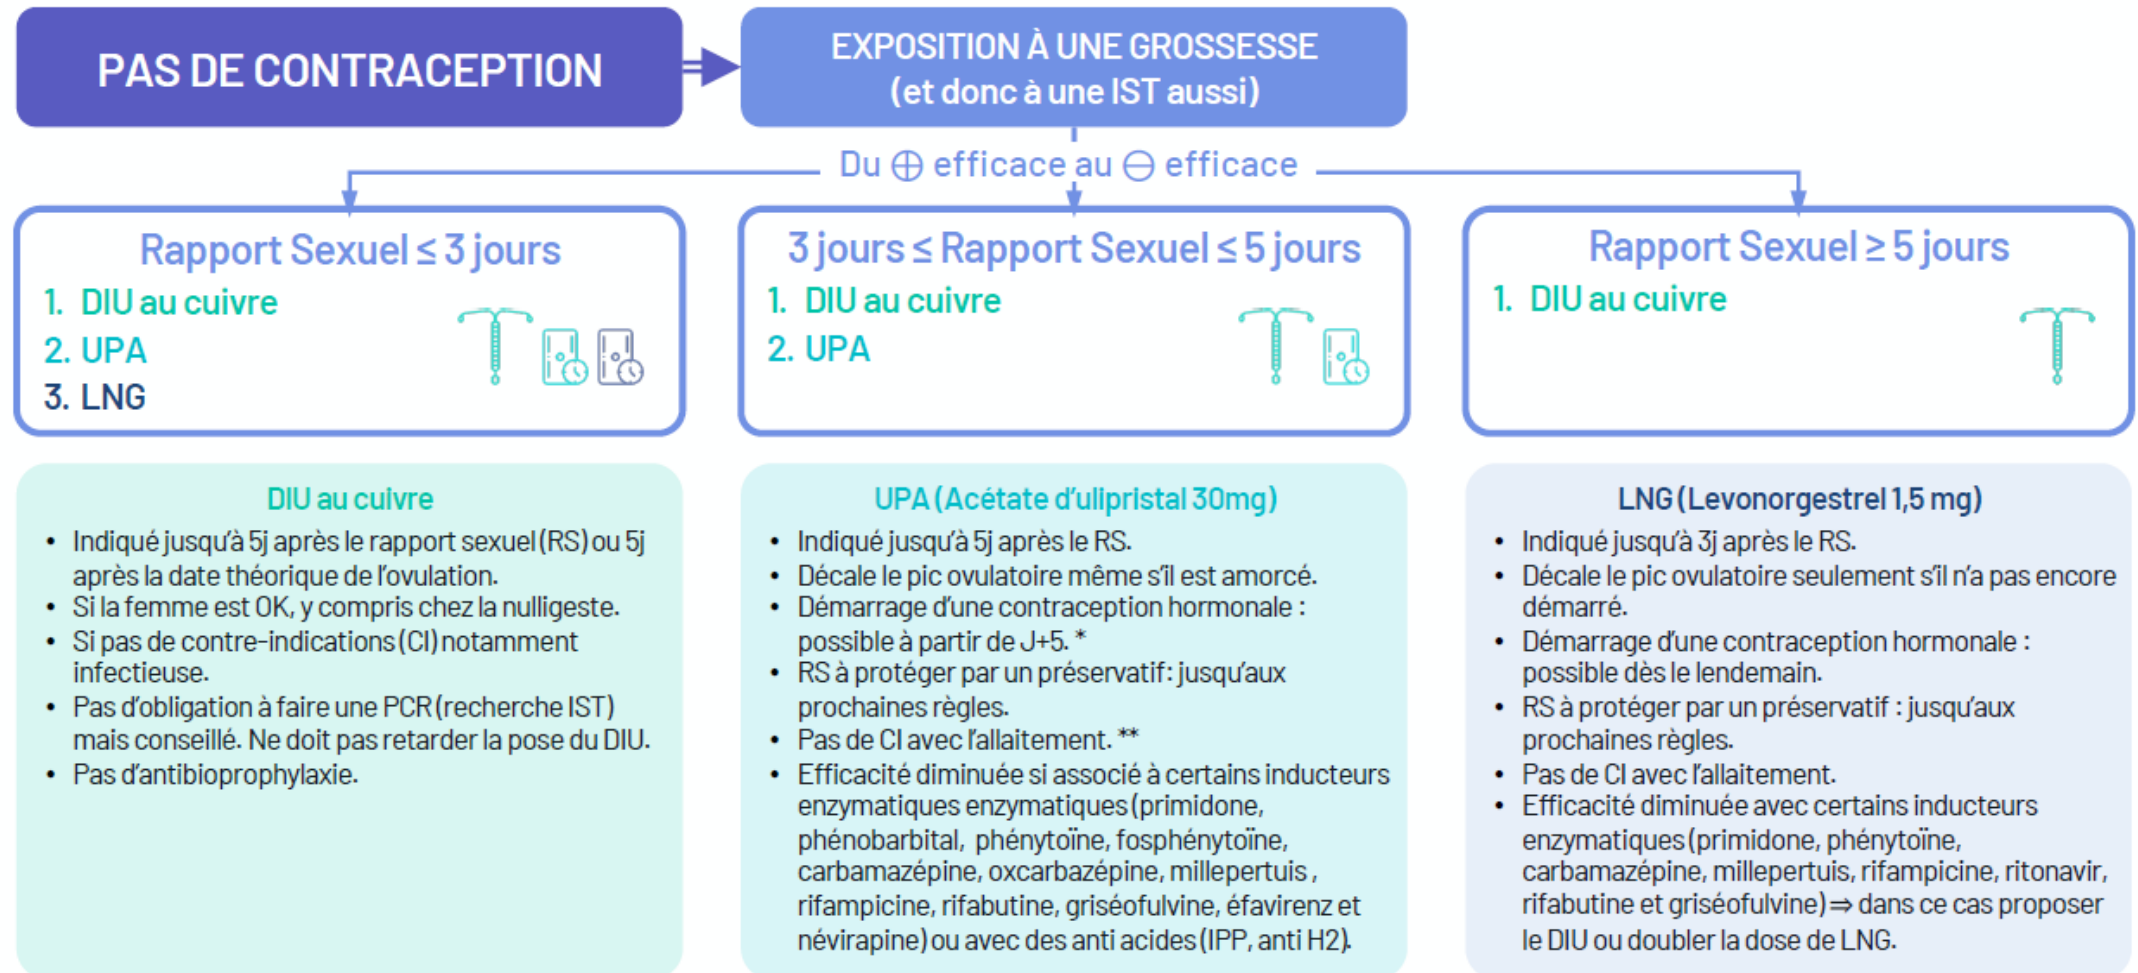 PAS DE CONTRACEPTION
EXPOSITION À UNE GROSSESSE
(et donc à une IST aussi)
Du ⊕ efficace au ⊖ efficace
Rapport Sexuel ≤ 3 jours
1. DIU au cuivre
2. UPA
3. LNG
3 jours ≤ Rapport Sexuel ≤ 5 jours
1. DIU au cuivre
2. UPA
Rapport Sexuel ≥ 5 jours
1. DIU au cuivre
DIU au cuivre
• Indiqué jusqu'à 5j après le rapport sexuel (RS) ou 5j
après la date théorique de l'ovulation.
• Si la femme est OK, y compris chez la nulligeste.
• Si pas de contre-indications (CI) notamment
infectieuse.
• Pas d'obligation à faire une PCR (recherche IST)
mais conseillé. Ne doit pas retarder la pose du DIU.
• Pas d'antibioprophylaxie.
UPA (Acétate d'ulipristal 30mg)
• Indiqué jusqu'à 5j après le RS.
• Décale le pic ovulatoire même s'il est amorcé.
• Démarrage d'une contraception hormonale :
possible à partir de J+5. *
• RS à protéger par un préservatif: jusqu'aux
prochaines règles.
• Pas de CI avec l'allaitement. **
• Efficacité diminuée si associé à certains inducteurs
enzymatiques enzymatiques (primidone,
phénobarbital, phénytoïne, fosphénytoïne,
carbamazépine, oxcarbazépine, millepertuis ,
rifampicine, rifabutine, griséofulvine, éfavirenz et
névirapine) ou avec des anti acides (IPP, anti H2).
LNG (Levonorgestrel 1,5 mg)
• Indiqué jusqu'à 3j après le RS.
• Décale le pic ovulatoire seulement s'il n'a pas encore
démarré.
• Démarrage d'une contraception hormonale :
possible dès le lendemain.
• RS à protéger par un préservatif : jusqu'aux
prochaines règles.
• Pas de CI avec l'allaitement.
• Efficacité diminuée avec certains inducteurs
enzymatiques (primidone, phénytoïne,
carbamazépine, millepertuis, rifampicine, ritonavir,
rifabutine et griséofulvine) ⇒ dans ce cas proposer
le DIU ou doubler la dose de LNG.